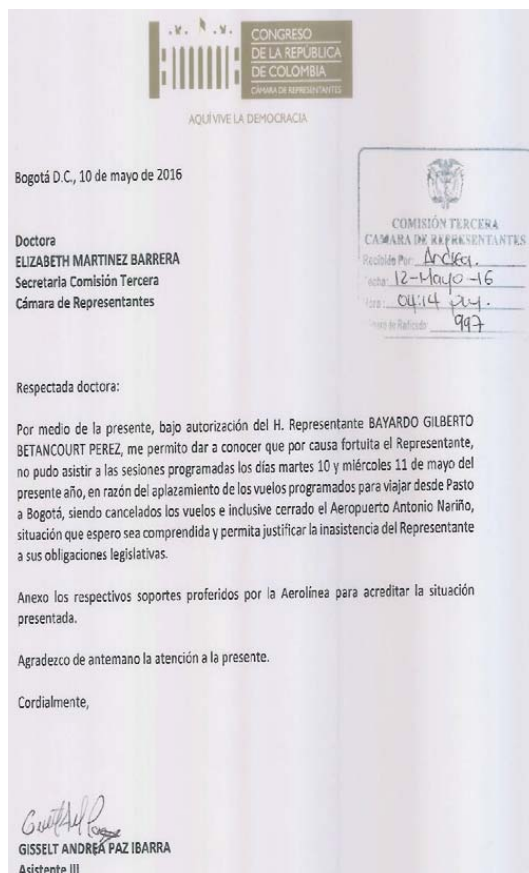 CONGRESO
DE LA REPÚBLICA
DE COLOMBIA
CÁMARA DE REPRESENTANTES
AQUÍ VIVE LA DEMOCRACIA
Bogotá D.C., 10 de mayo de 2016
COMISIÓN TERCERA
CAMARA DE REPRESENTANTES
Recibido Por: Andrea.
Fecha: 12-Mayo-16
Hora: 04:14 pm.
de Radicado 997
Doctora
ELIZABETH MARTINEZ BARRERA
Secretaria Comisión Tercera
Cámara de Representantes
Respectada doctora:
Por medio de la presente, bajo autorización del H. Representante BAYARDO GILBERTO
BETANCOURT PEREZ, me permito dar a conocer que por causa fortuita el Representante,
no pudo asistir a las sesiones programadas los días martes 10 y miércoles 11 de mayo del
presente año, en razón del aplazamiento de los vuelos programados para viajar desde Pasto
a Bogotá, siendo cancelados los vuelos e inclusive cerrado el Aeropuerto Antonio Nariño,
situación que espero sea comprendida y permita justificar la inasistencia del Representante
a sus obligaciones legislativas.
Anexo los respectivos soportes proferidos por la Aerolínea para acreditar la situación
presentada.
Agradezco de antemano la atención a la presente.
Cordialmente,
GISSELT ANDREA PAZ IBARRA
Asistente III